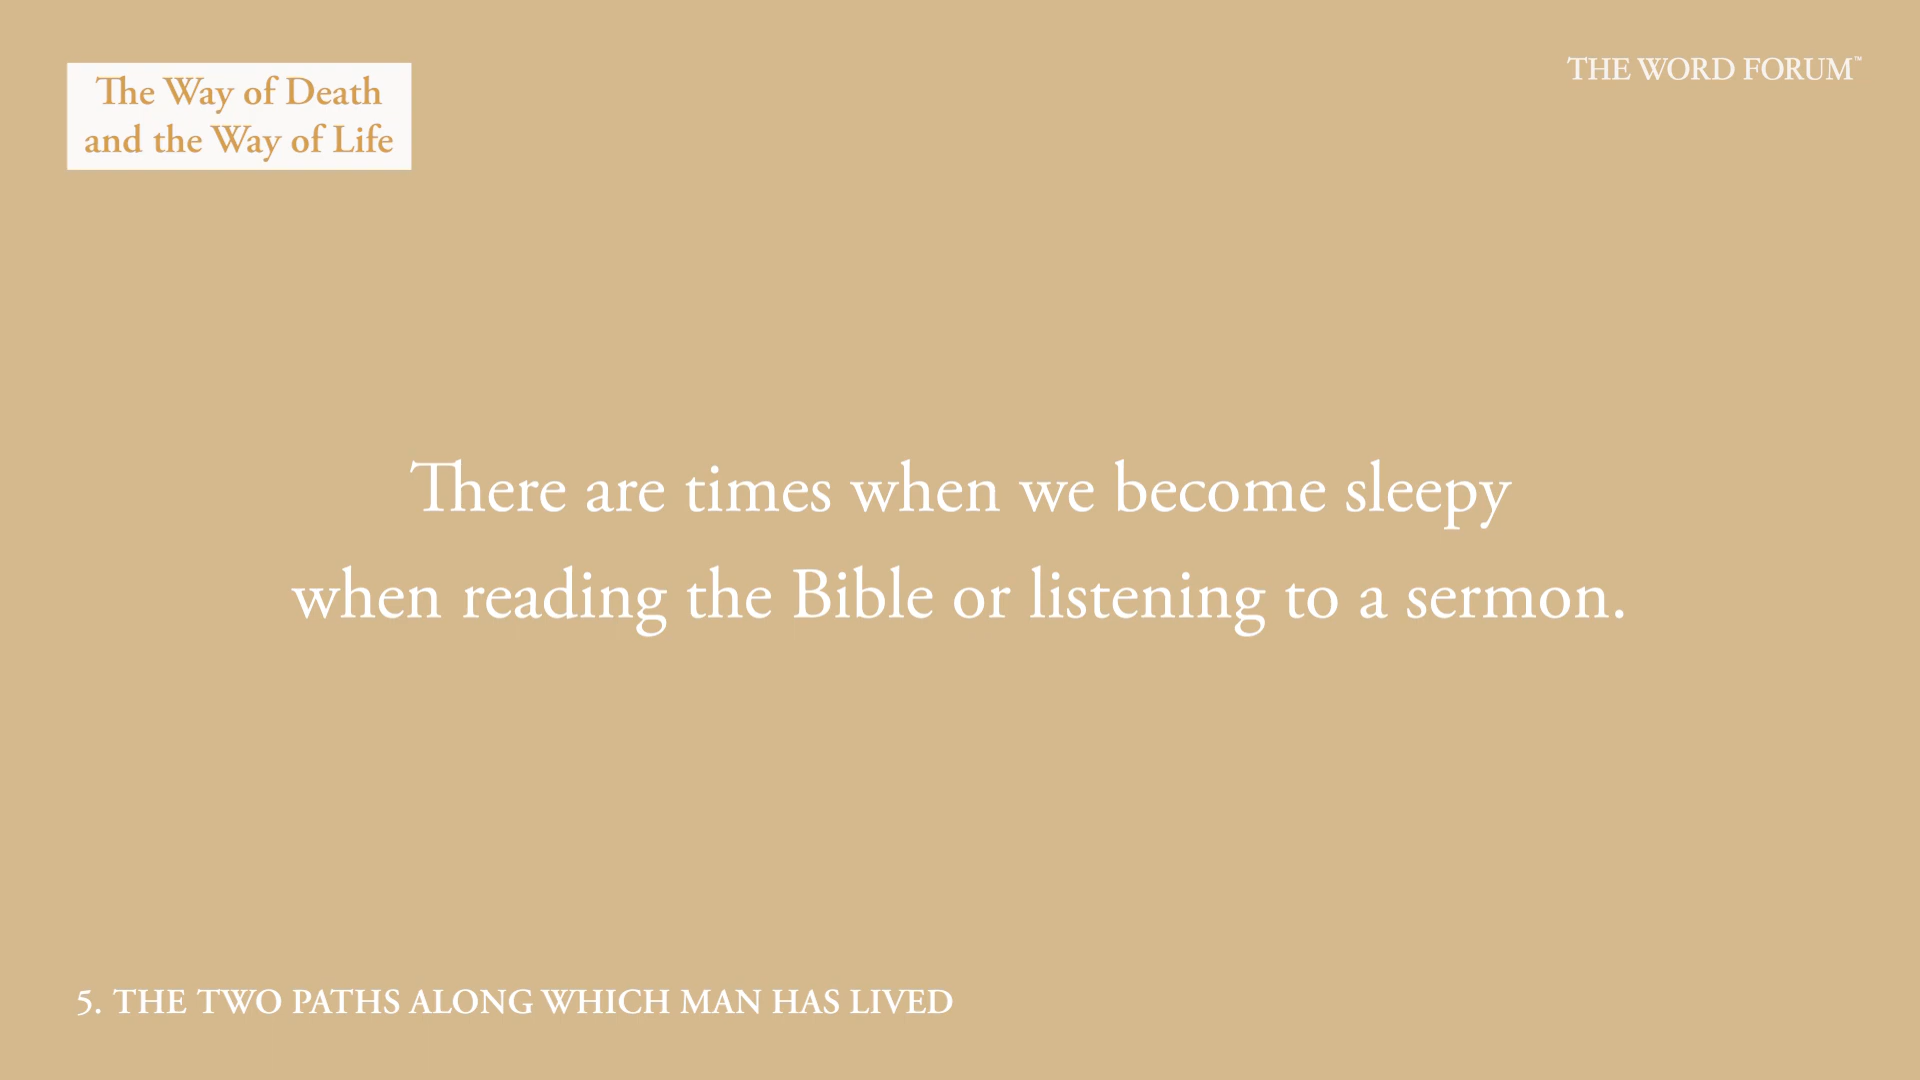 The Way of Death
and the Way of Life
THE WORD FORUM™
There are times when we become sleepy
when reading the Bible or listening to a sermon.
5. THE TWO PATHS ALONG WHICH MAN HAS LIVED